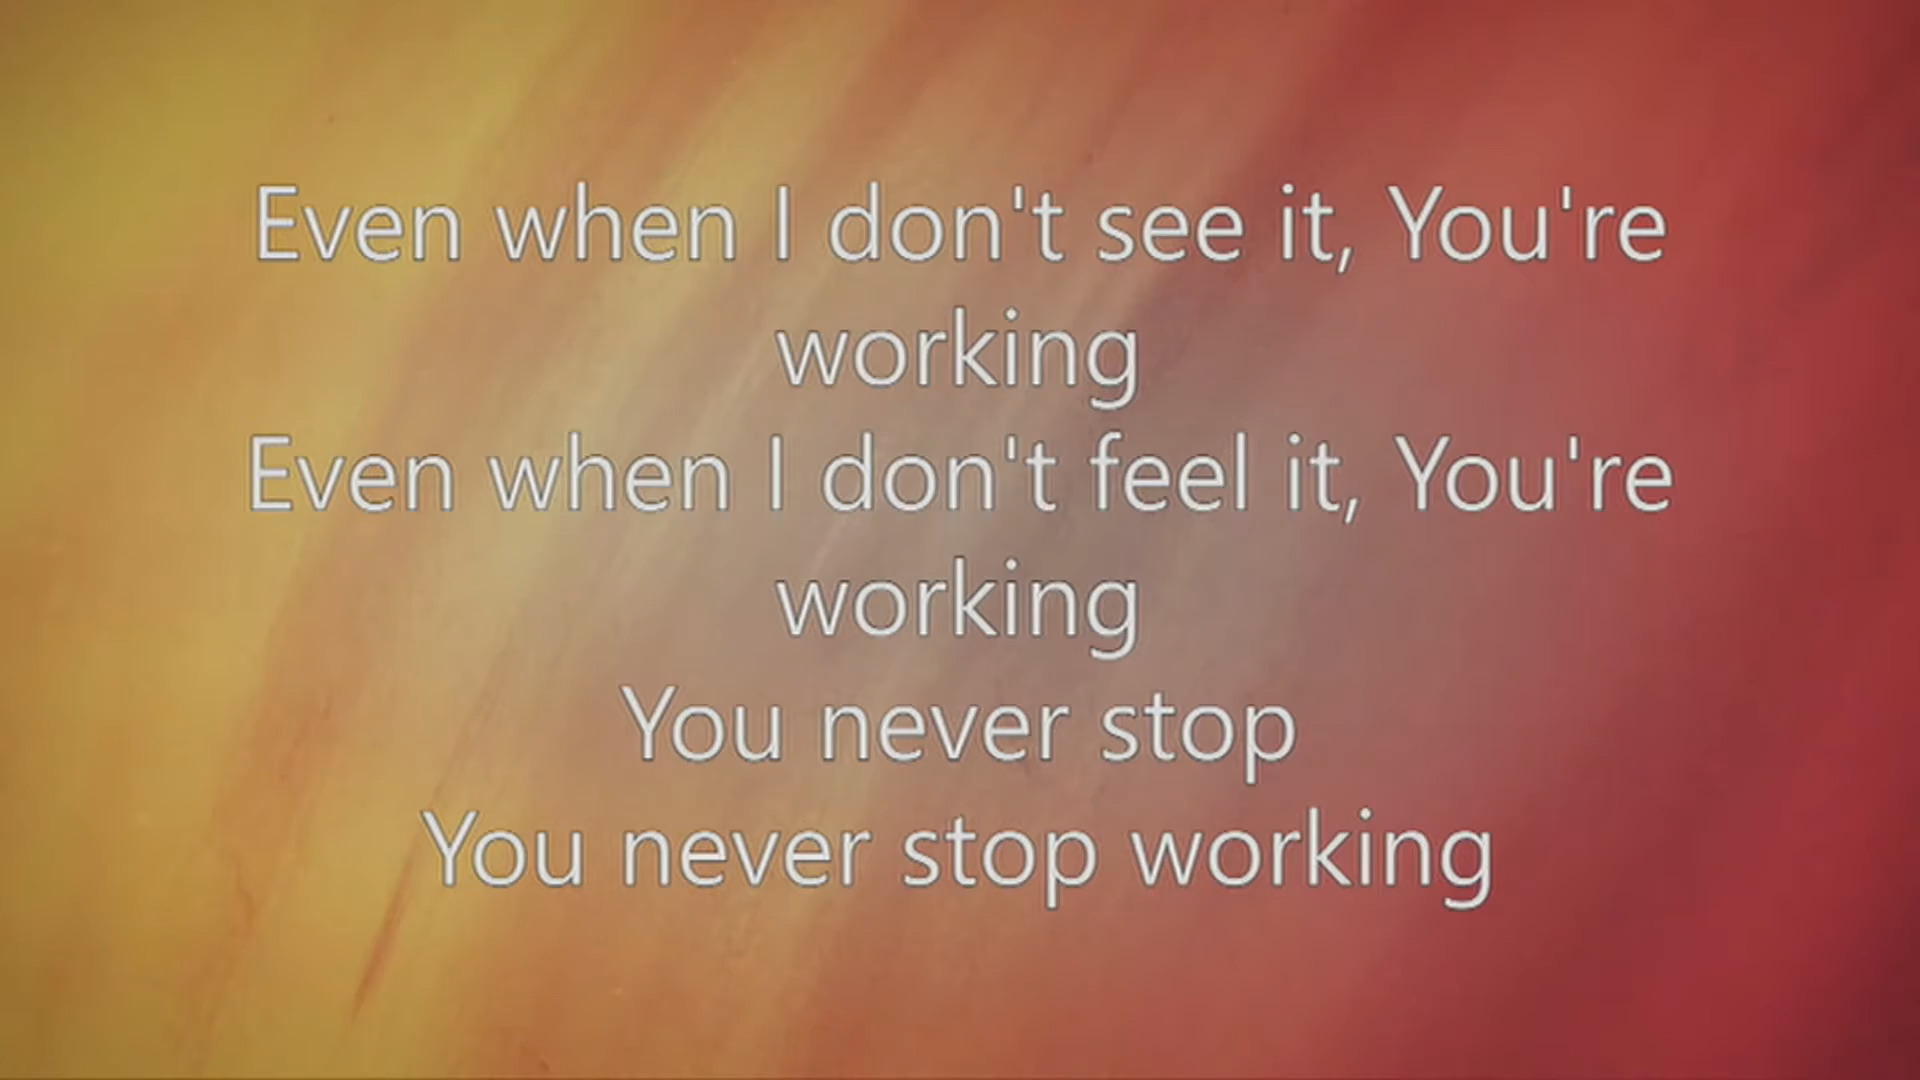 Even when I don't see it, You're
working
Even when I don't feel it, You're
working
You never stop
You never stop working